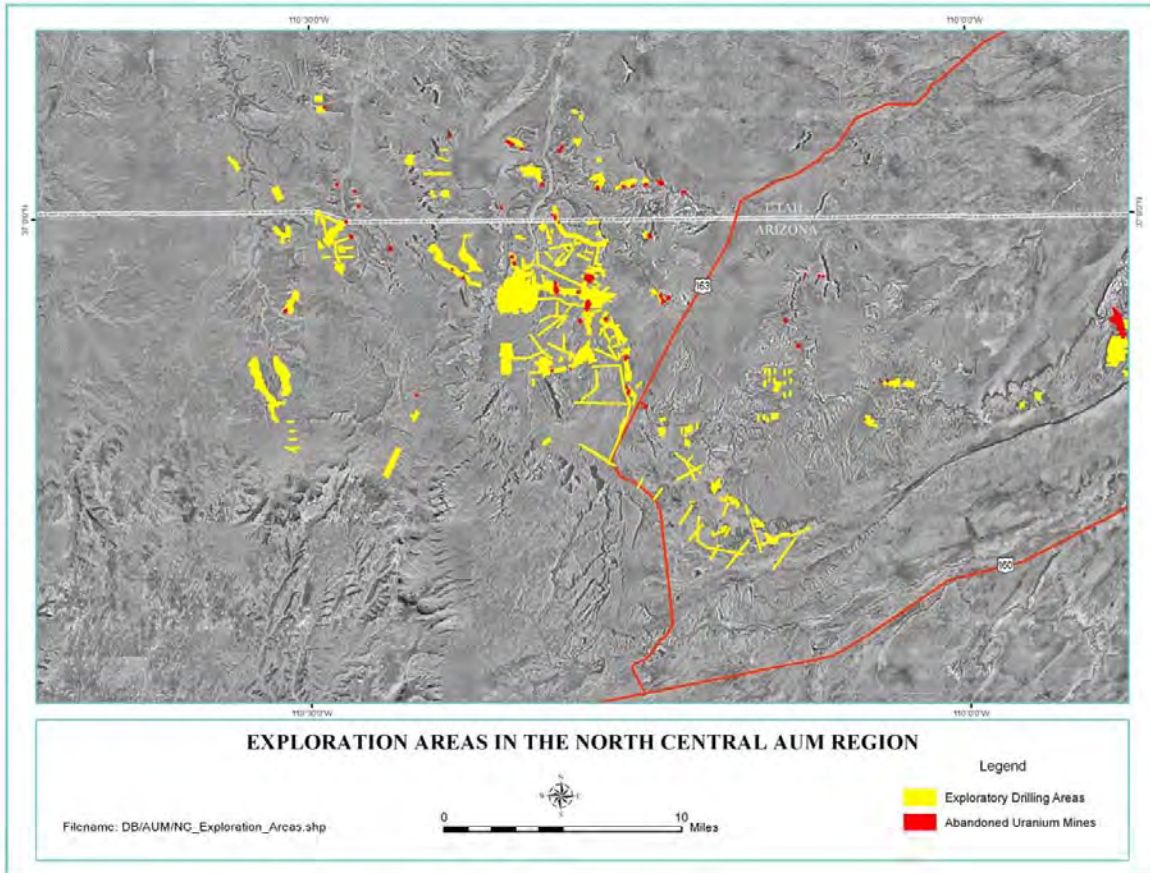 110°30'0"W
110°0'0"W
37°0'0"N
37°0'0"N
UTAH
ARIZONA
163
160
110°30'0"W
110°0'0"W
EXPLORATION AREAS IN THE NORTH CENTRAL AUM REGION
Legend
N
W
E
S
Exploratory Drilling Areas
Filename: DB/AUM/NC_Exploration_Areas.shp
0
10
Miles
Abandoned Uranium Mines